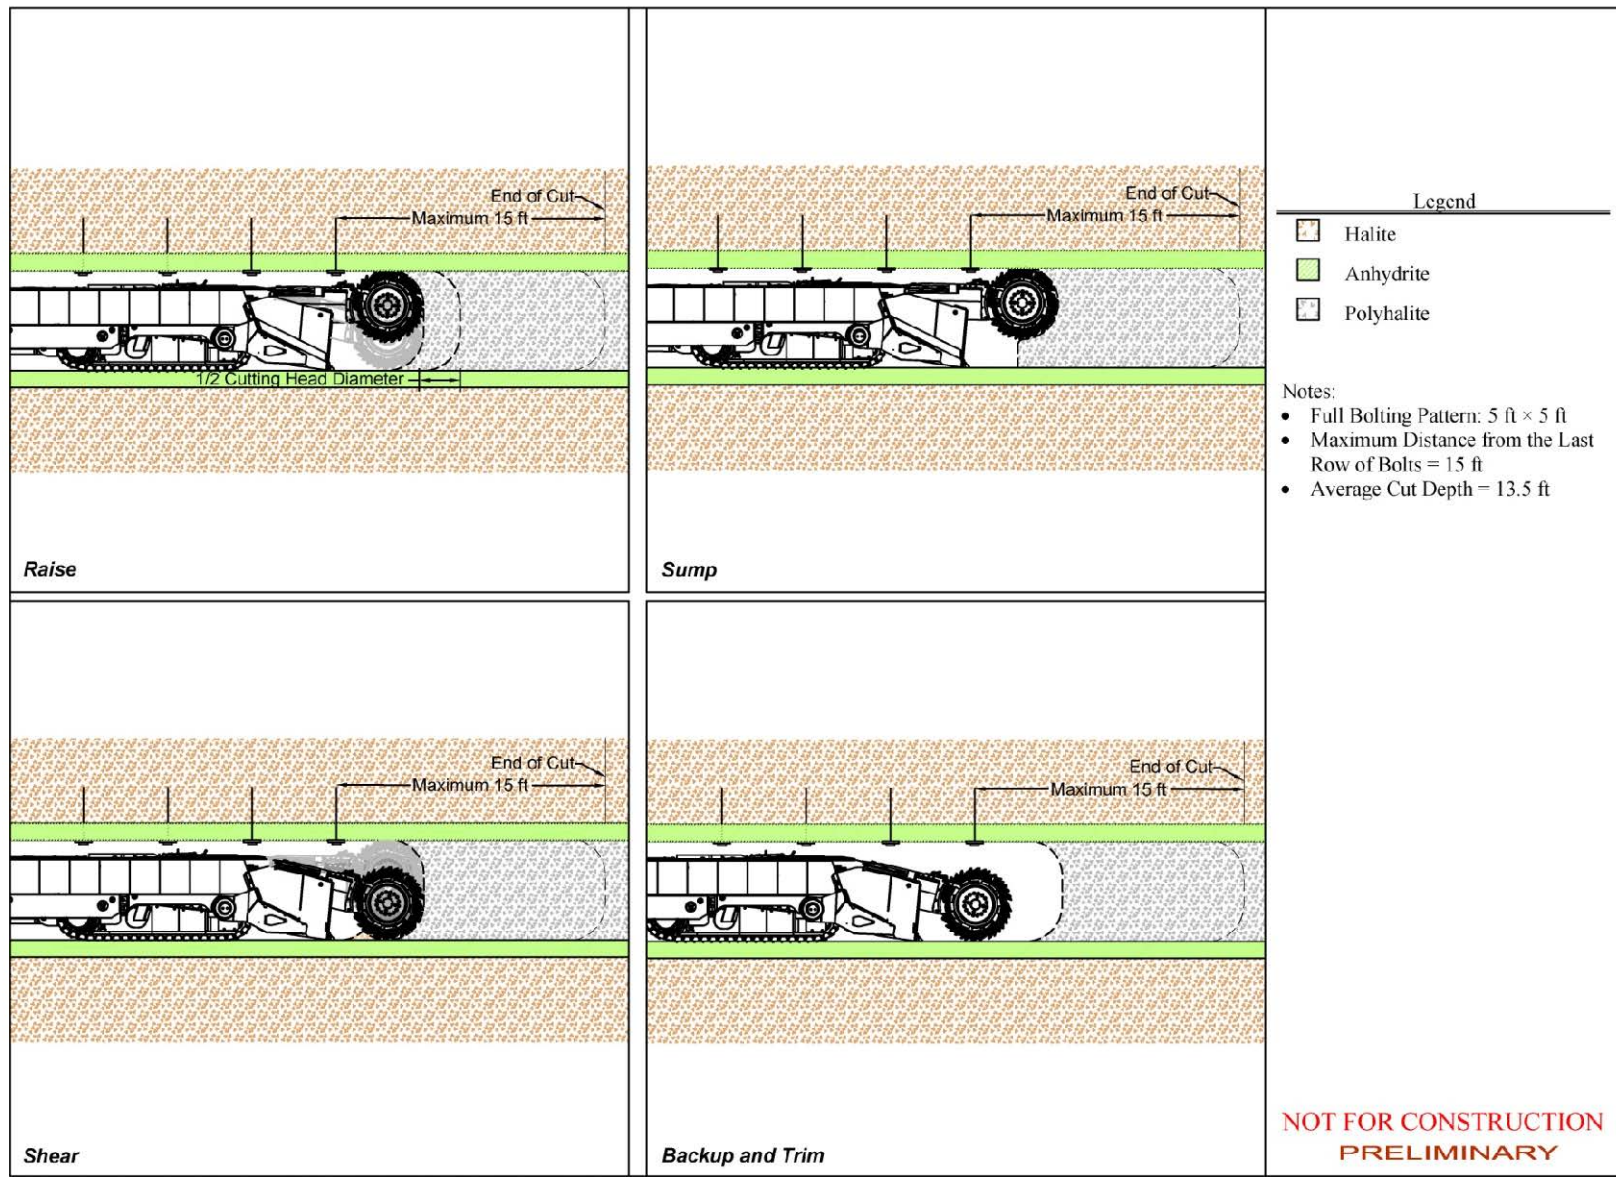 End of Cut
Maximum 15 ft
1/2 Cutting Head Diameter
Raise
End of Cut
Maximum 15 ft
Sump
End of Cut
Maximum 15 ft
Shear
End of Cut
Maximum 15 ft
Backup and Trim
Legend
Halite
Anhydrite
Polyhalite
Notes:
• Full Bolting Pattern: 5 ft × 5 ft
• Maximum Distance from the Last
Row of Bolts = 15 ft
• Average Cut Depth = 13.5 ft
NOT FOR CONSTRUCTION
PRELIMINARY